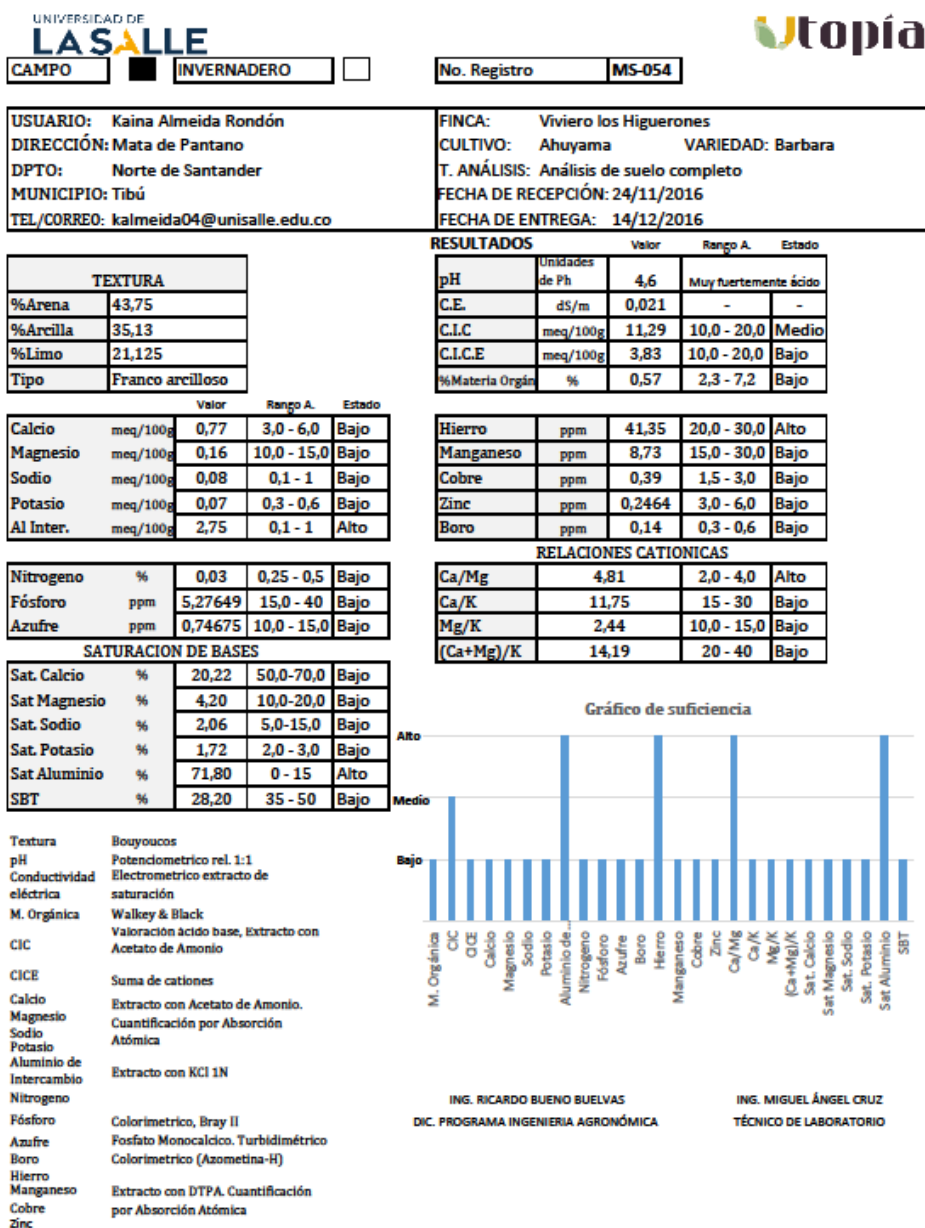 UNIVERSIDAD DE
LA SALLE
Utopía
CAMPO INVERNADERO No. Registro MS-054
USUARIO: Kaina Almeida Rondón
DIRECCIÓN: Mata de Pantano
DPTO: Norte de Santander
MUNICIPIO: Tibú
TEL/CORREO: kalmeida04@unisalle.edu.co
FINCA: Viviero los Higuerones
CULTIVO: Ahuyama VARIEDAD: Barbara
T. ANÁLISIS: Análisis de suelo completo
FECHA DE RECEPCIÓN: 24/11/2016
FECHA DE ENTREGA: 14/12/2016
TEXTURA
%Arena 43,75
%Arcilla 35,13
%Limo 21,125
Tipo Franco arcilloso
RESULTADOS Valor Rango A. Estado
pH Unidades de Ph 4,6 Muy fuertemente ácido
C.E. dS/m 0,021 - -
C.I.C meq/100g 11,29 10,0 - 20,0 Medio
C.I.C.E meq/100g 3,83 10,0 - 20,0 Bajo
%Materia Orgán % 0,57 2,3 - 7,2 Bajo
Valor Rango A. Estado
Calcio meq/100g 0,77 3,0 - 6,0 Bajo
Magnesio meq/100g 0,16 10,0 - 15,0 Bajo
Sodio meq/100g 0,08 0,1 - 1 Bajo
Potasio meq/100g 0,07 0,3 - 0,6 Bajo
Al Inter. meq/100g 2,75 0,1 - 1 Alto
Hierro ppm 41,35 20,0 - 30,0 Alto
Manganeso ppm 8,73 15,0 - 30,0 Bajo
Cobre ppm 0,39 1,5 - 3,0 Bajo
Zinc ppm 0,2464 3,0 - 6,0 Bajo
Boro ppm 0,14 0,3 - 0,6 Bajo
Nitrogeno % 0,03 0,25 - 0,5 Bajo
Fósforo ppm 5,27649 15,0 - 40 Bajo
Azufre ppm 0,74675 10,0 - 15,0 Bajo
RELACIONES CATIONICAS
Ca/Mg 4,81 2,0 - 4,0 Alto
Ca/K 11,75 15 - 30 Bajo
Mg/K 2,44 10,0 - 15,0 Bajo
(Ca+Mg)/K 14,19 20 - 40 Bajo
SATURACION DE BASES
Sat. Calcio % 20,22 50,0-70,0 Bajo
Sat Magnesio % 4,20 10,0-20,0 Bajo
Sat. Sodio % 2,06 5,0-15,0 Bajo
Sat. Potasio % 1,72 2,0 - 3,0 Bajo
Sat Aluminio % 71,80 0 - 15 Alto
SBT % 28,20 35 - 50 Bajo
Gráfico de suficiencia
Alto
Medio
Bajo
M. Orgánica
CIC
CICE
Calcio
Magnesio
Sodio
Potasio
Aluminio de...
Nitrogeno
Fósforo
Azufre
Boro
Hierro
Manganeso
Cobre
Zinc
Ca/Mg
Ca/K
Mg/K
(Ca+Mg)/K
Sat. Calcio
Sat Magnesio
Sat. Sodio
Sat. Potasio
Sat Aluminio
SBT
Textura Bouyoucos
pH Potenciometrico rel. 1:1
Conductividad eléctrica Electrometrico extracto de saturación
M. Orgánica Walkey & Black
CIC Valoración ácido base, Extracto con Acetato de Amonio
CICE Suma de cationes
Calcio
Magnesio
Sodio
Potasio
Extracto con Acetato de Amonio.
Cuantificación por Absorción
Atómica
Aluminio de Intercambio Extracto con KCl 1N
Nitrogeno
Fósforo Colorimetrico, Bray II
Azufre Fosfato Monocalcico. Turbidimétrico
Boro Colorimetrico (Azometina-H)
Hierro
Manganeso
Cobre
Zinc
Extracto con DTPA. Cuantificación
por Absorción Atómica
ING. RICARDO BUENO BUELVAS
DIC. PROGRAMA INGENIERIA AGRONÓMICA
ING. MIGUEL ÁNGEL CRUZ
TÉCNICO DE LABORATORIO